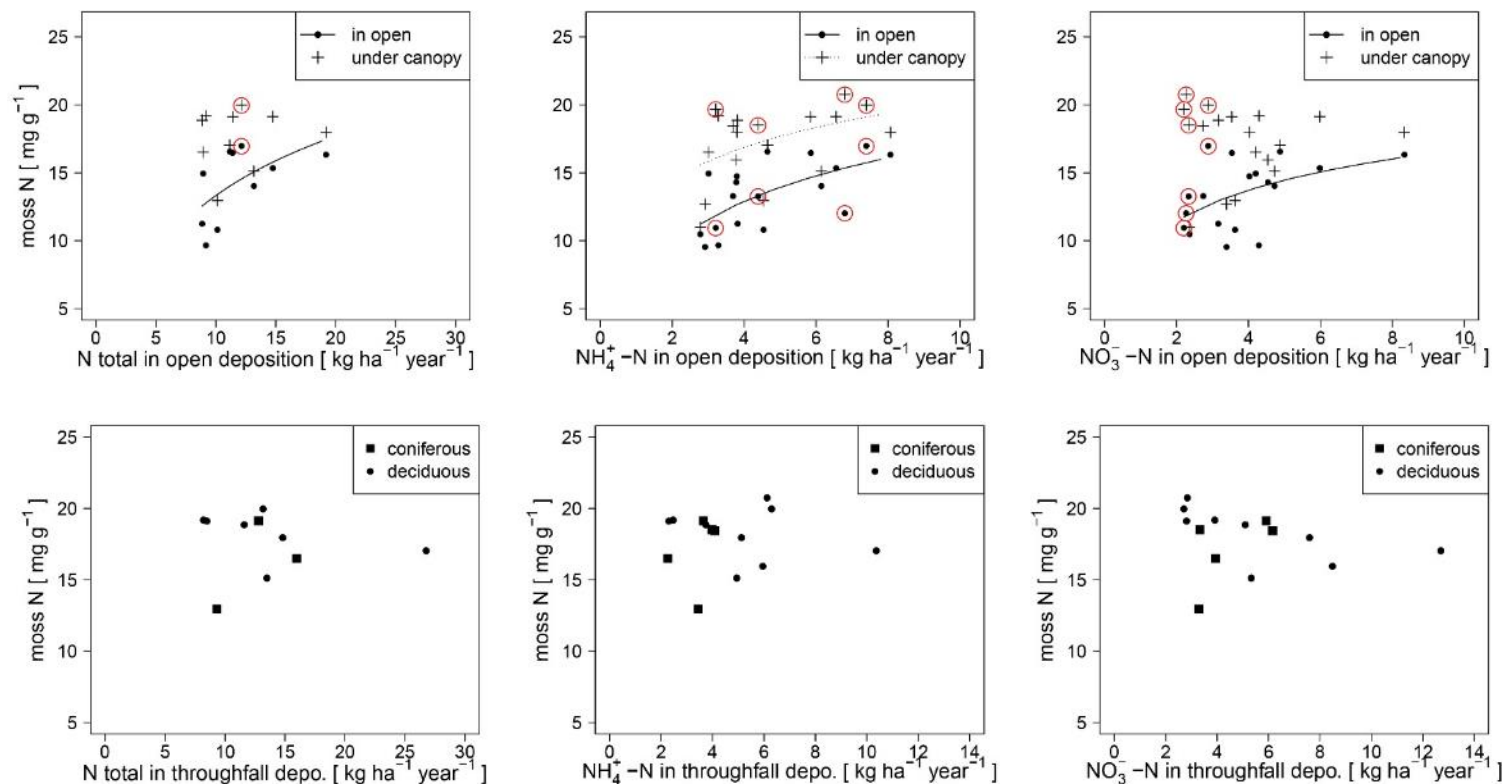 in open
under canopy
moss N [ mg g⁻¹ ]
25
20
15
10
5
0 5 10 15 20 25 30
N total in open deposition [ kg ha⁻¹ year⁻¹ ]
in open
under canopy
25
20
15
10
5
0 2 4 6 8 10
NH₄⁺ −N in open deposition [ kg ha⁻¹ year⁻¹ ]
in open
under canopy
25
20
15
10
5
0 2 4 6 8 10
NO₃⁻ −N in open deposition [ kg ha⁻¹ year⁻¹ ]
coniferous
deciduous
moss N [ mg g⁻¹ ]
25
20
15
10
5
0 5 10 15 20 25 30
N total in throughfall depo. [ kg ha⁻¹ year⁻¹ ]
coniferous
deciduous
moss N [ mg g⁻¹ ]
25
20
15
10
5
0 2 4 6 8 10 12 14
NH₄⁺ −N in throughfall depo. [ kg ha⁻¹ year⁻¹ ]
coniferous
deciduous
moss N [ mg g⁻¹ ]
25
20
15
10
5
0 2 4 6 8 10 12 14
NO₃⁻ −N in throughfall depo. [ kg ha⁻¹ year⁻¹ ]